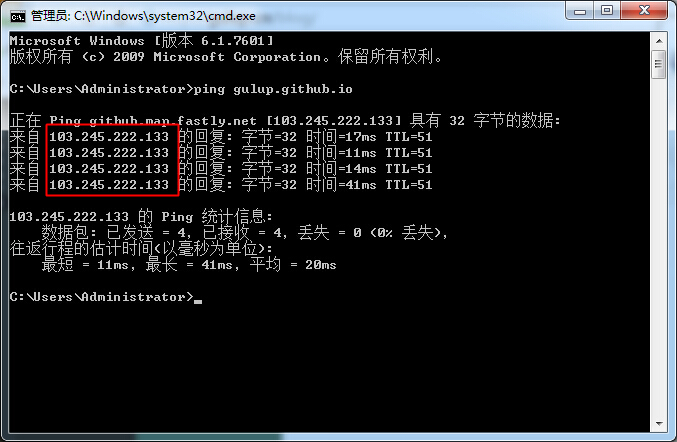 管理员: C:\Windows\system32\cmd.exe
Microsoft Windows [版本 6.1.7601]
版权所有 (c) 2009 Microsoft Corporation。保留所有权利。
C:\Users\Administrator>ping gulup.github.io
正在 Ping github.map.fastly.net [103.245.222.133] 具有 32 字节的数据:
来自 103.245.222.133 的回复: 字节=32 时间=17ms TTL=51
来自 103.245.222.133 的回复: 字节=32 时间=11ms TTL=51
来自 103.245.222.133 的回复: 字节=32 时间=14ms TTL=51
来自 103.245.222.133 的回复: 字节=32 时间=41ms TTL=51
103.245.222.133 的 Ping 统计信息:
数据包: 已发送 = 4，已接收 = 4，丢失 = 0 (0% 丢失)，
往返行程的估计时间(以毫秒为单位):
最短 = 11ms，最长 = 41ms，平均 = 20ms
C:\Users\Administrator>